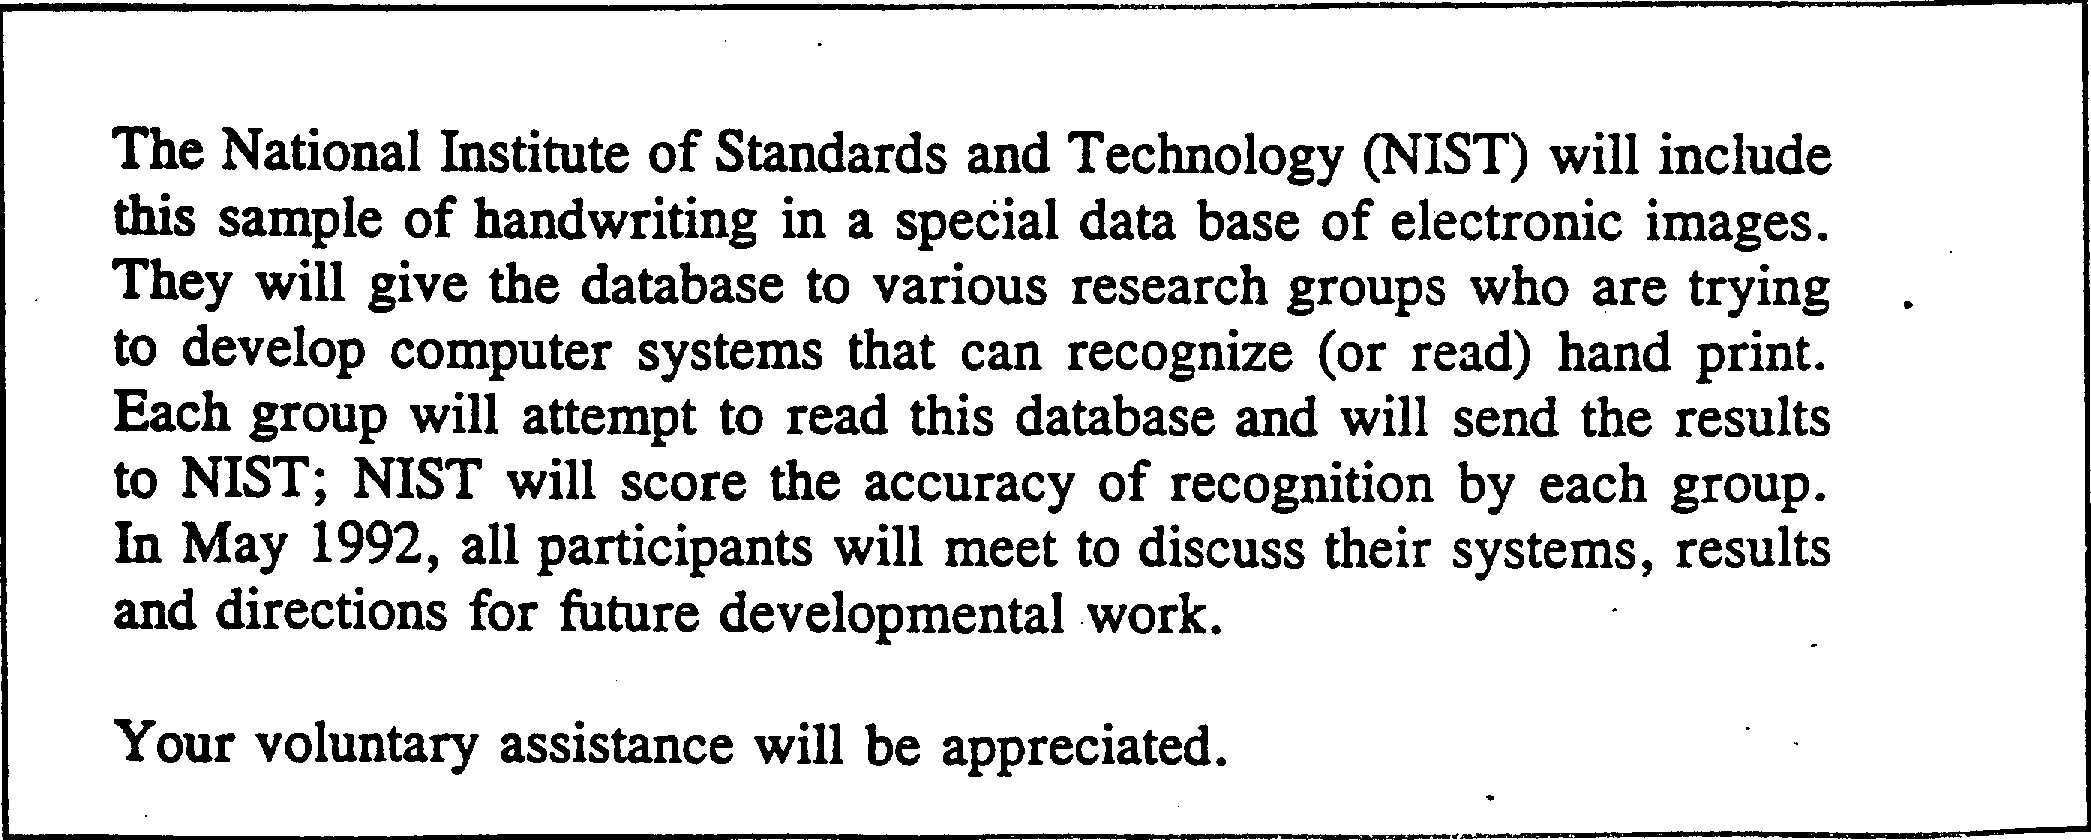 The National Institute of Standards and Technology (NIST) will include
this sample of handwriting in a special data base of electronic images.
They will give the database to various research groups who are trying
to develop computer systems that can recognize (or read) hand print.
Each group will attempt to read this database and will send the results
to NIST; NIST will score the accuracy of recognition by each group.
In May 1992, all participants will meet to discuss their systems, results
and directions for future developmental work.

Your voluntary assistance will be appreciated.